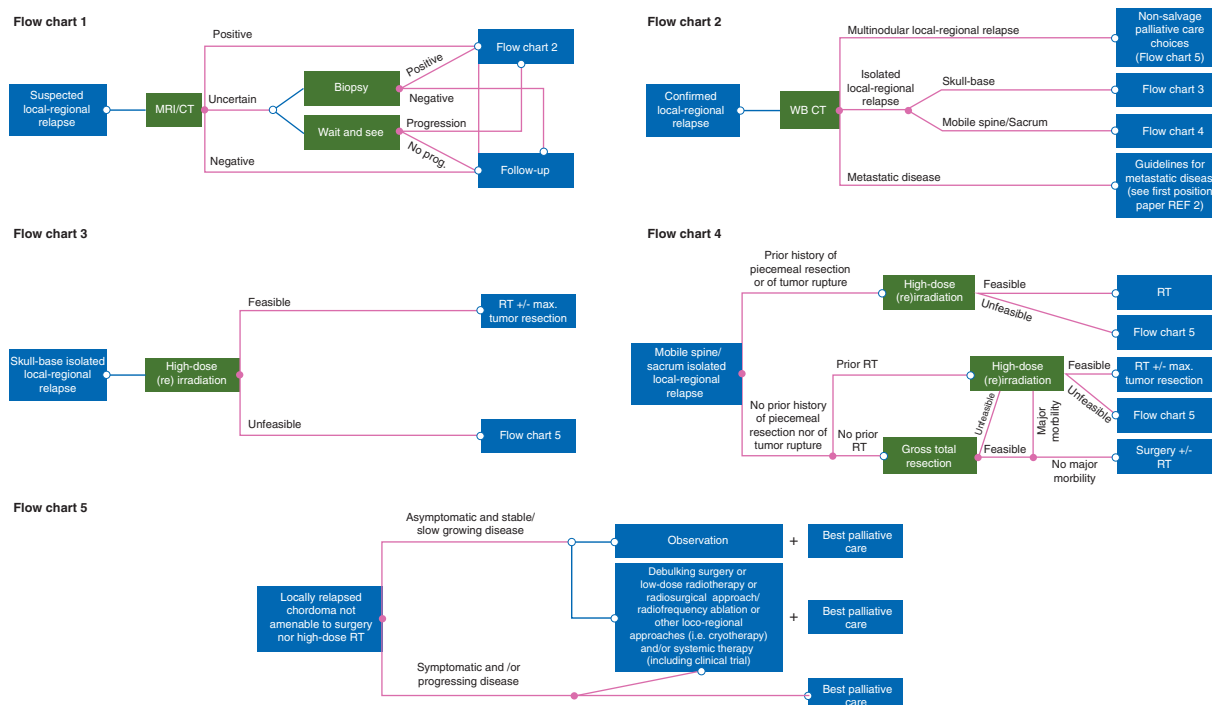 Flow chart 1
Positive
Flow chart 2
Positive
Biopsy
Suspected
local-regional
relapse
MRI/CT
Uncertain
Negative
Wait and see
Progression
No prog.
Negative
Follow-up
Flow chart 2
Multinodular local-regional relapse
Non-salvage
palliative care
choices
(Flow chart 5)
Isolated
local-regional
relapse
Skull-base
Flow chart 3
Confirmed
local-regional
relapse
WB CT
Mobile spine/Sacrum
Flow chart 4
Metastatic disease
Guidelines for
metastatic diseas
(see first position
paper REF 2)
Flow chart 3
Feasible
RT +/- max.
tumor resection
Skull-base isolated
local-regional
relapse
High-dose
(re) irradiation
Unfeasible
Flow chart 5
Flow chart 4
Prior history of
piecemeal resection
or of tumor rupture
High-dose
(re)irradiation
Feasible
RT
Unfeasible
Flow chart 5
Mobile spine/
sacrum isolated
local-regional
relapse
Prior RT
High-dose
(re)irradiation
Feasible
RT +/- max.
tumor resection
Unfeasible
Flow chart 5
No prior history
of piecemeal
resection nor of
tumor rupture
No prior
RT
Gross total
resection
Unfeasible
Feasible
Major
morbility
No major
morbility
Surgery +/-
RT
Flow chart 5
Asymptomatic and stable/
slow growing disease
Observation
+
Best palliative
care
Locally relapsed
chordoma not
amenable to surgery
nor high-dose RT
Debulking surgery or
low-dose radiotherapy or
radiosurgical approach/
radiofrequency ablation or
other loco-regional
approaches (i.e. cryotherapy)
and/or systemic therapy
(including clinical trial)
+
Best palliative
care
Symptomatic and /or
progressing disease
Best palliative
care